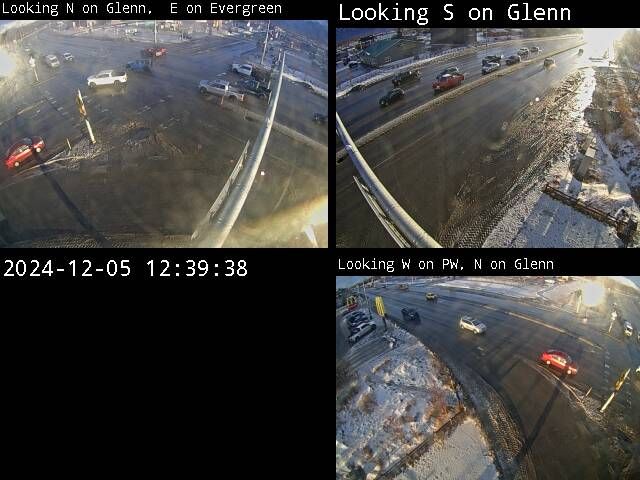 Looking N on Glenn,  E on Evergreen
Looking S on Glenn
2024-12-05 12:39:38
Looking W on PW, N on Glenn